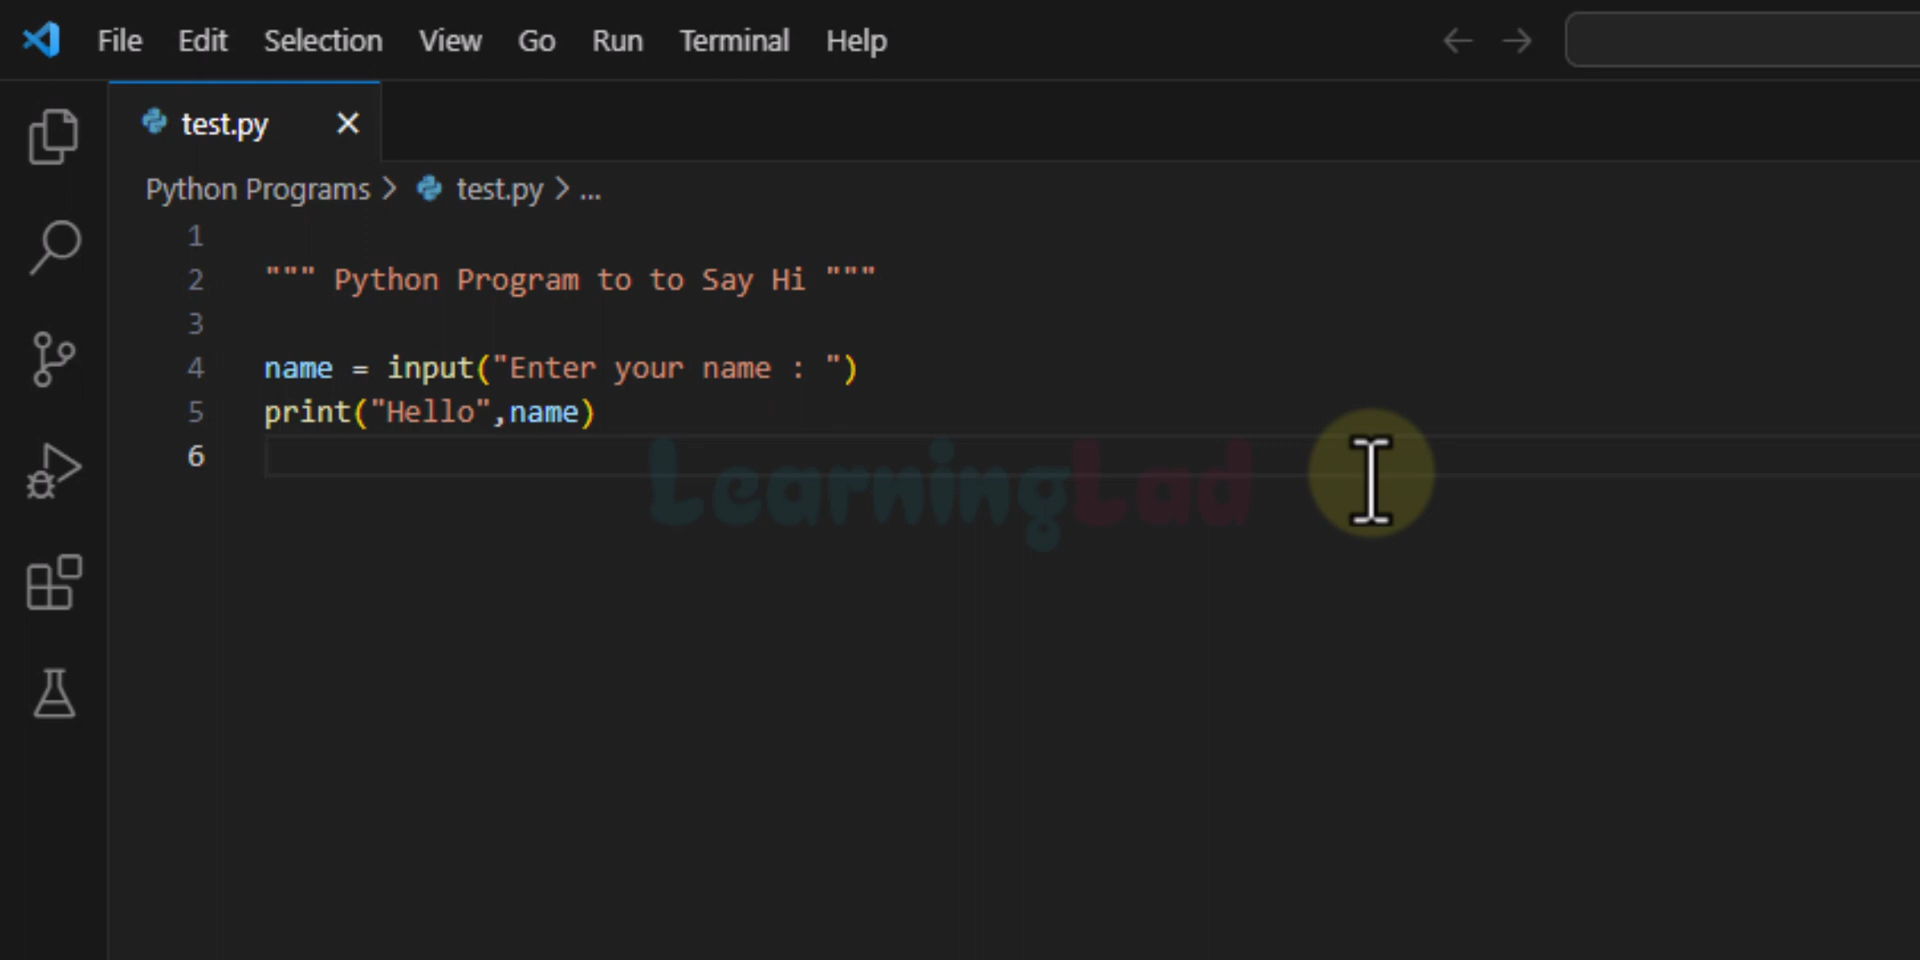 File Edit Selection View Go Run Terminal Help
test.py
Python Programs > test.py > ...
1
2 """ Python Program to to Say Hi """
3
4 name = input("Enter your name : ")
5 print("Hello",name)
6
LearningLad